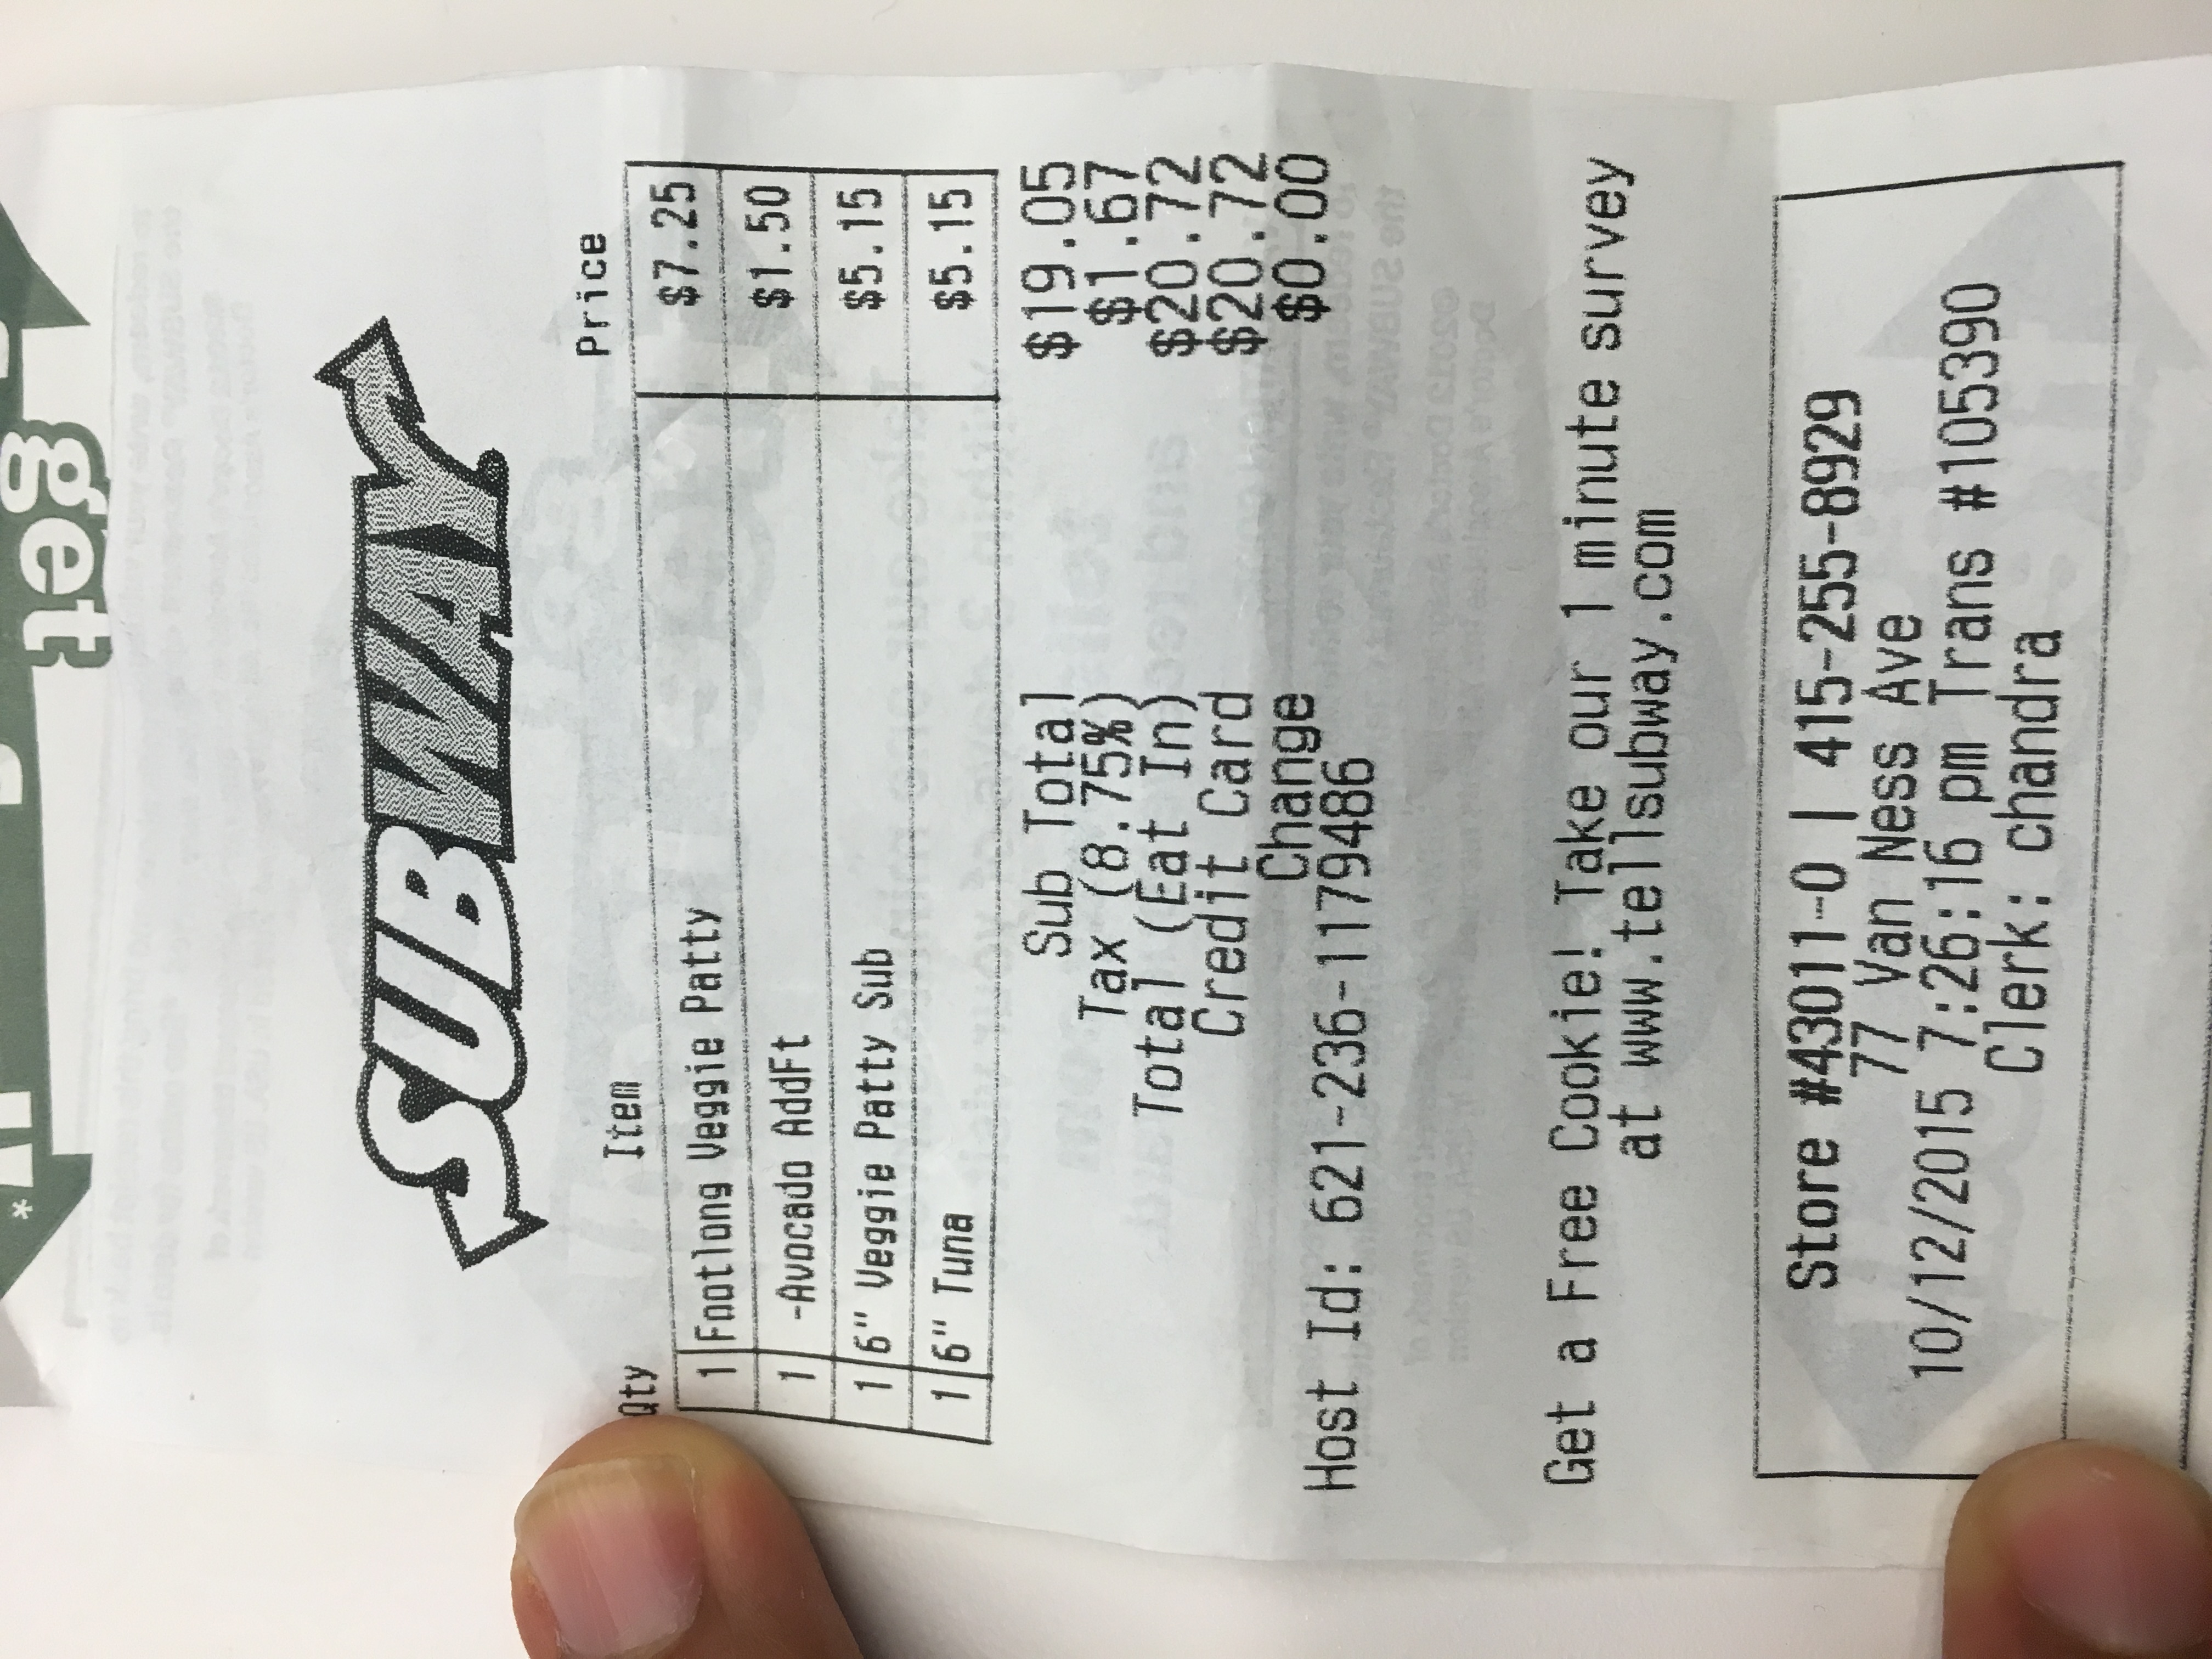 get
SUBWAY
Qty Item Price
1 Footlong Veggie Patty $7.25
1 -Avocado AddFt $1.50
1 6" Veggie Patty Sub $5.15
1 6" Tuna $5.15
Sub Total $19.05
Tax (8.75%) $1.67
Total (Eat In) $20.72
Credit Card $20.72
Change $0.00
Host Id: 621-236-1179486
Get a Free Cookie! Take our 1 minute survey
at www.tellsubway.com
Store #43011-0 | 415-255-8929
77 Van Ness Ave
10/12/2015 7:26:16 pm Trans #105390
Clerk: chandra